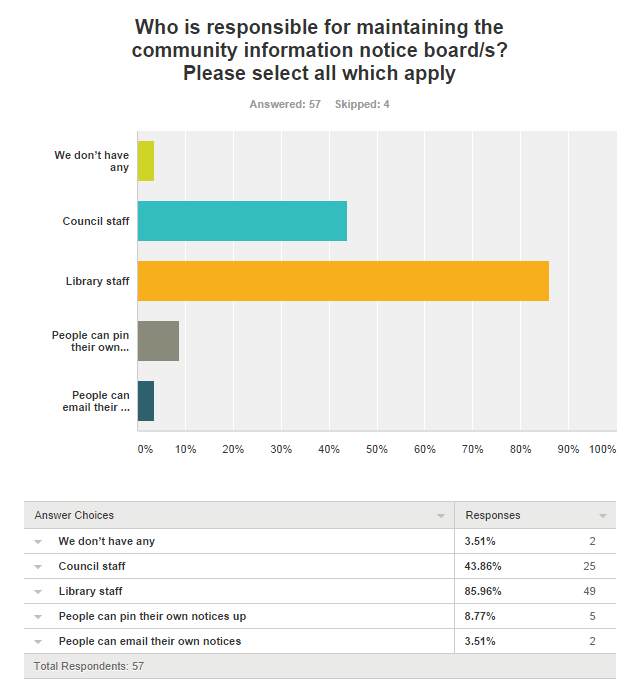 Who is responsible for maintaining the
community information notice board/s?
Please select all which apply
Answered: 57 Skipped: 4
We don't have
any
Council staff
Library staff
People can pin
their own...
People can
email their ...
0% 10% 20% 30% 40% 50% 60% 70% 80% 90% 100%
Answer Choices Responses
We don't have any 3.51% 2
Council staff 43.86% 25
Library staff 85.96% 49
People can pin their own notices up 8.77% 5
People can email their own notices 3.51% 2
Total Respondents: 57